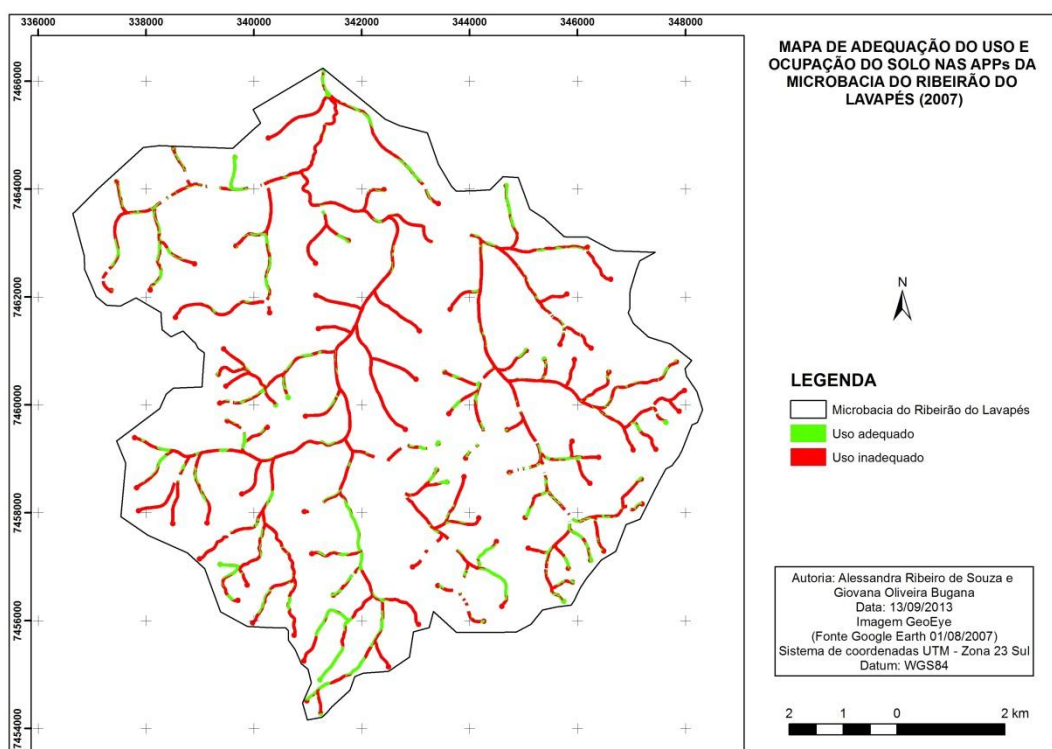 336000 338000 340000 342000 344000 346000 348000
7466000
7464000
7462000
7460000
7458000
7456000
7454000
MAPA DE ADEQUAÇÃO DO USO E
OCUPAÇÃO DO SOLO NAS APPs DA
MICROBACIA DO RIBEIRÃO DO
LAVAPÉS (2007)
N
LEGENDA
Microbacia do Ribeirão do Lavapés
Uso adequado
Uso inadequado
Autoria: Alessandra Ribeiro de Souza e
Giovana Oliveira Bugana
Data: 13/09/2013
Imagem GeoEye
(Fonte Google Earth 01/08/2007)
Sistema de coordenadas UTM - Zona 23 Sul
Datum: WGS84
2 1 0 2 km